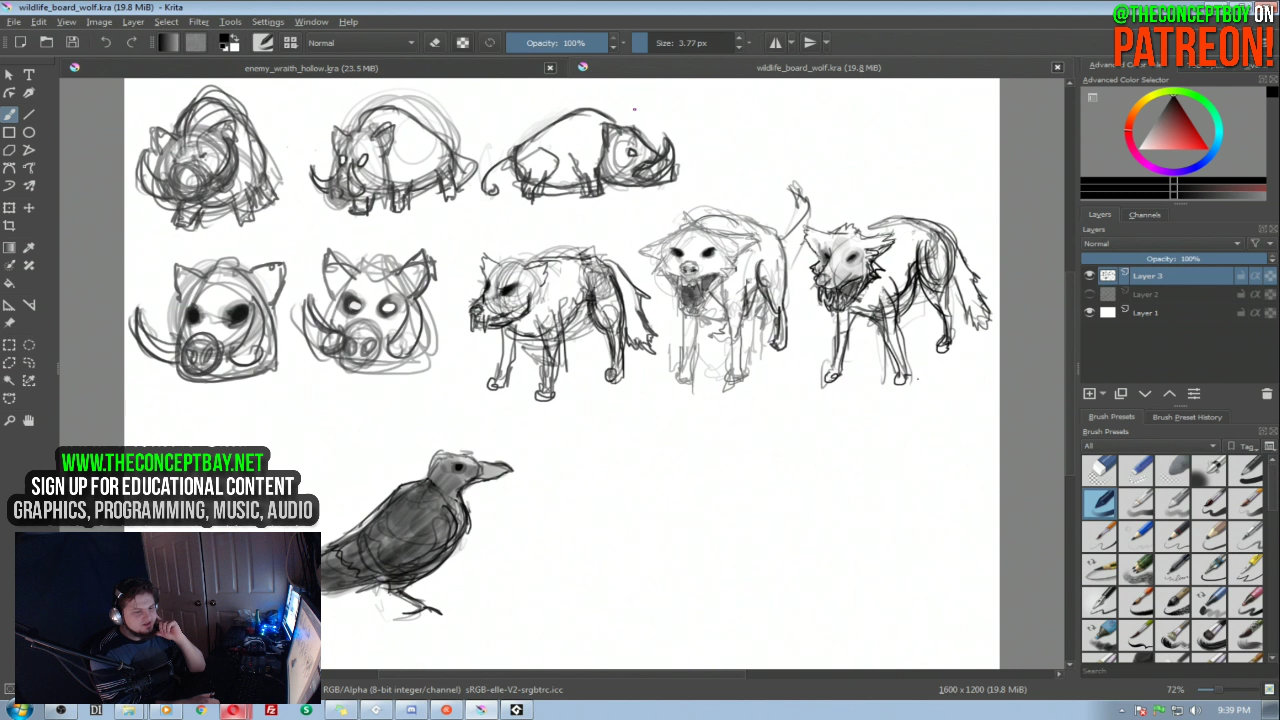 wildlife_board_wolf.kra (19.8 MiB) - Krita
@THECONCEPTBOY ON
PATREON!
File Edit View Image Layer Select Filter Tools Settings Window Help
Normal
Opacity: 100%
Size: 3.77 px
enemy_wraith_hollow.kra (23.5 MiB)
wildlife_board_wolf.kra (19.8 MiB)
Advanced Color Selector
Layers Channels
Layers
Normal
Opacity: 100%
Layer 3
Layer 2
Layer 1
Brush Presets Brush Preset History
Brush Presets
All
Tag
WWW.THECONCEPTBAY.NET
SIGN UP FOR EDUCATIONAL CONTENT
GRAPHICS, PROGRAMMING, MUSIC, AUDIO
Search
RGB/Alpha (8-bit integer/channel) sRGB-elle-V2-srgbtrc.icc
1600 x 1200 (19.8 MiB)
72%
9:39 PM